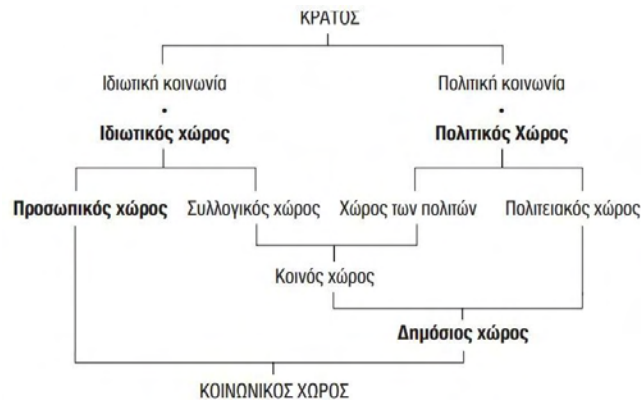 ΚΡΑΤΟΣ
Ιδιωτική κοινωνία
Πολιτική κοινωνία
Ιδιωτικός χώρος
Πολιτικός Χώρος
Προσωπικός χώρος
Συλλογικός χώρος
Χώρος των πολιτών
Πολιτειακός χώρος
Κοινός χώρος
Δημόσιος χώρος
ΚΟΙΝΩΝΙΚΟΣ ΧΩΡΟΣ